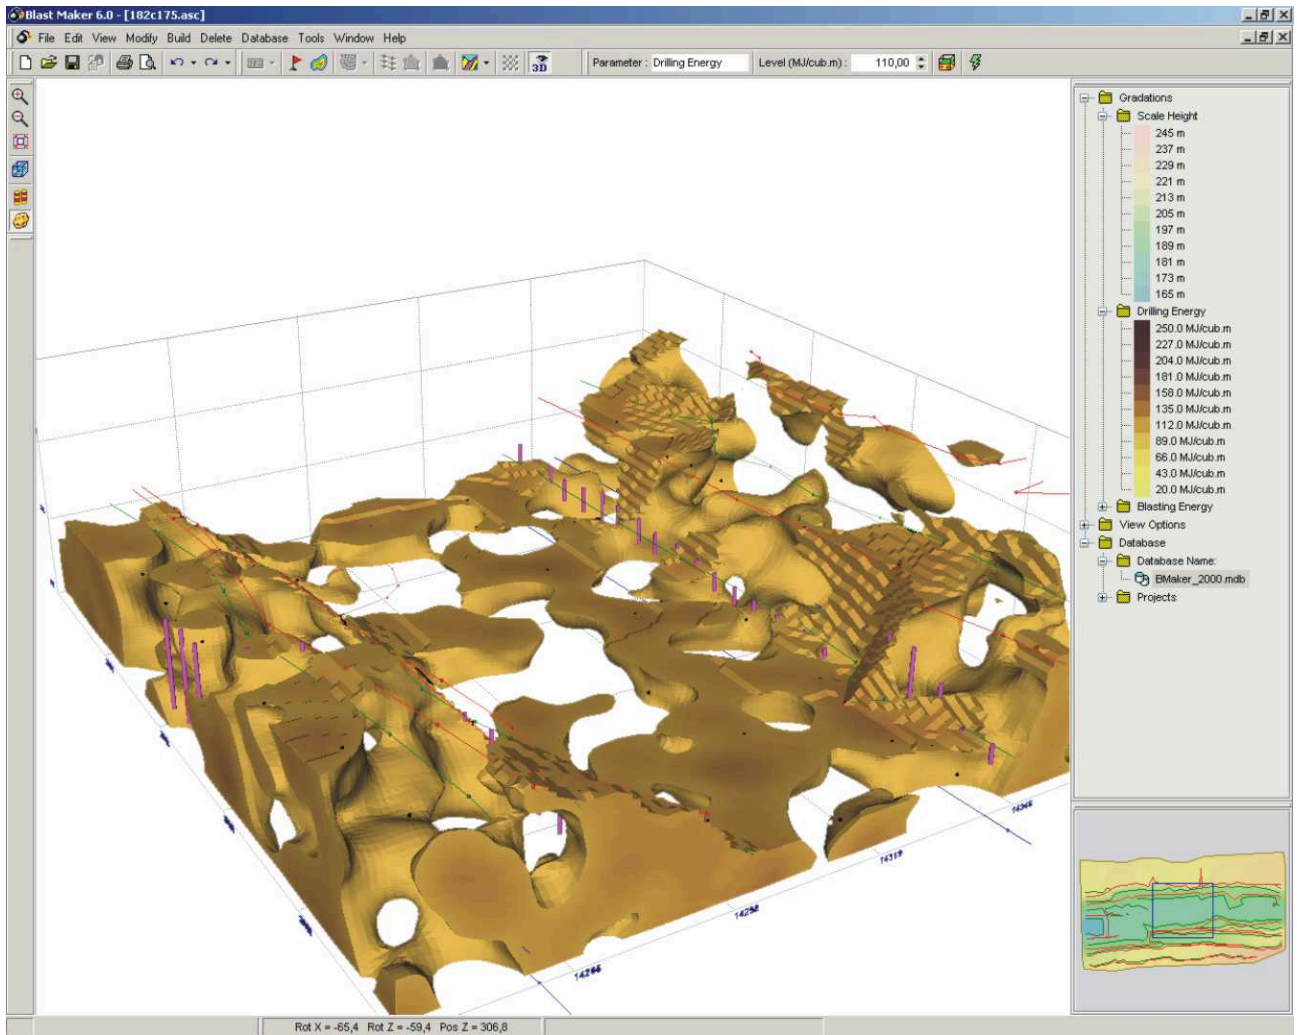 Blast Maker 6.0 - [182c175.asc]
File Edit View Modify Build Delete Database Tools Window Help
3D Parameter : Drilling Energy Level (MJ/cub.m) : 110,00
Gradations
Scale Height
245 m
237 m
229 m
221 m
213 m
205 m
197 m
189 m
181 m
173 m
165 m
Drilling Energy
250.0 MJ/cub.m
227.0 MJ/cub.m
204.0 MJ/cub.m
181.0 MJ/cub.m
158.0 MJ/cub.m
135.0 MJ/cub.m
112.0 MJ/cub.m
89.0 MJ/cub.m
66.0 MJ/cub.m
43.0 MJ/cub.m
20.0 MJ/cub.m
Blasting Energy
View Options
Database
Database Name:
BMaker_2000.mdb
Projects
14319
14292
Rot X = -65,4 Rot Z = -59,4 Pos Z = 306,8